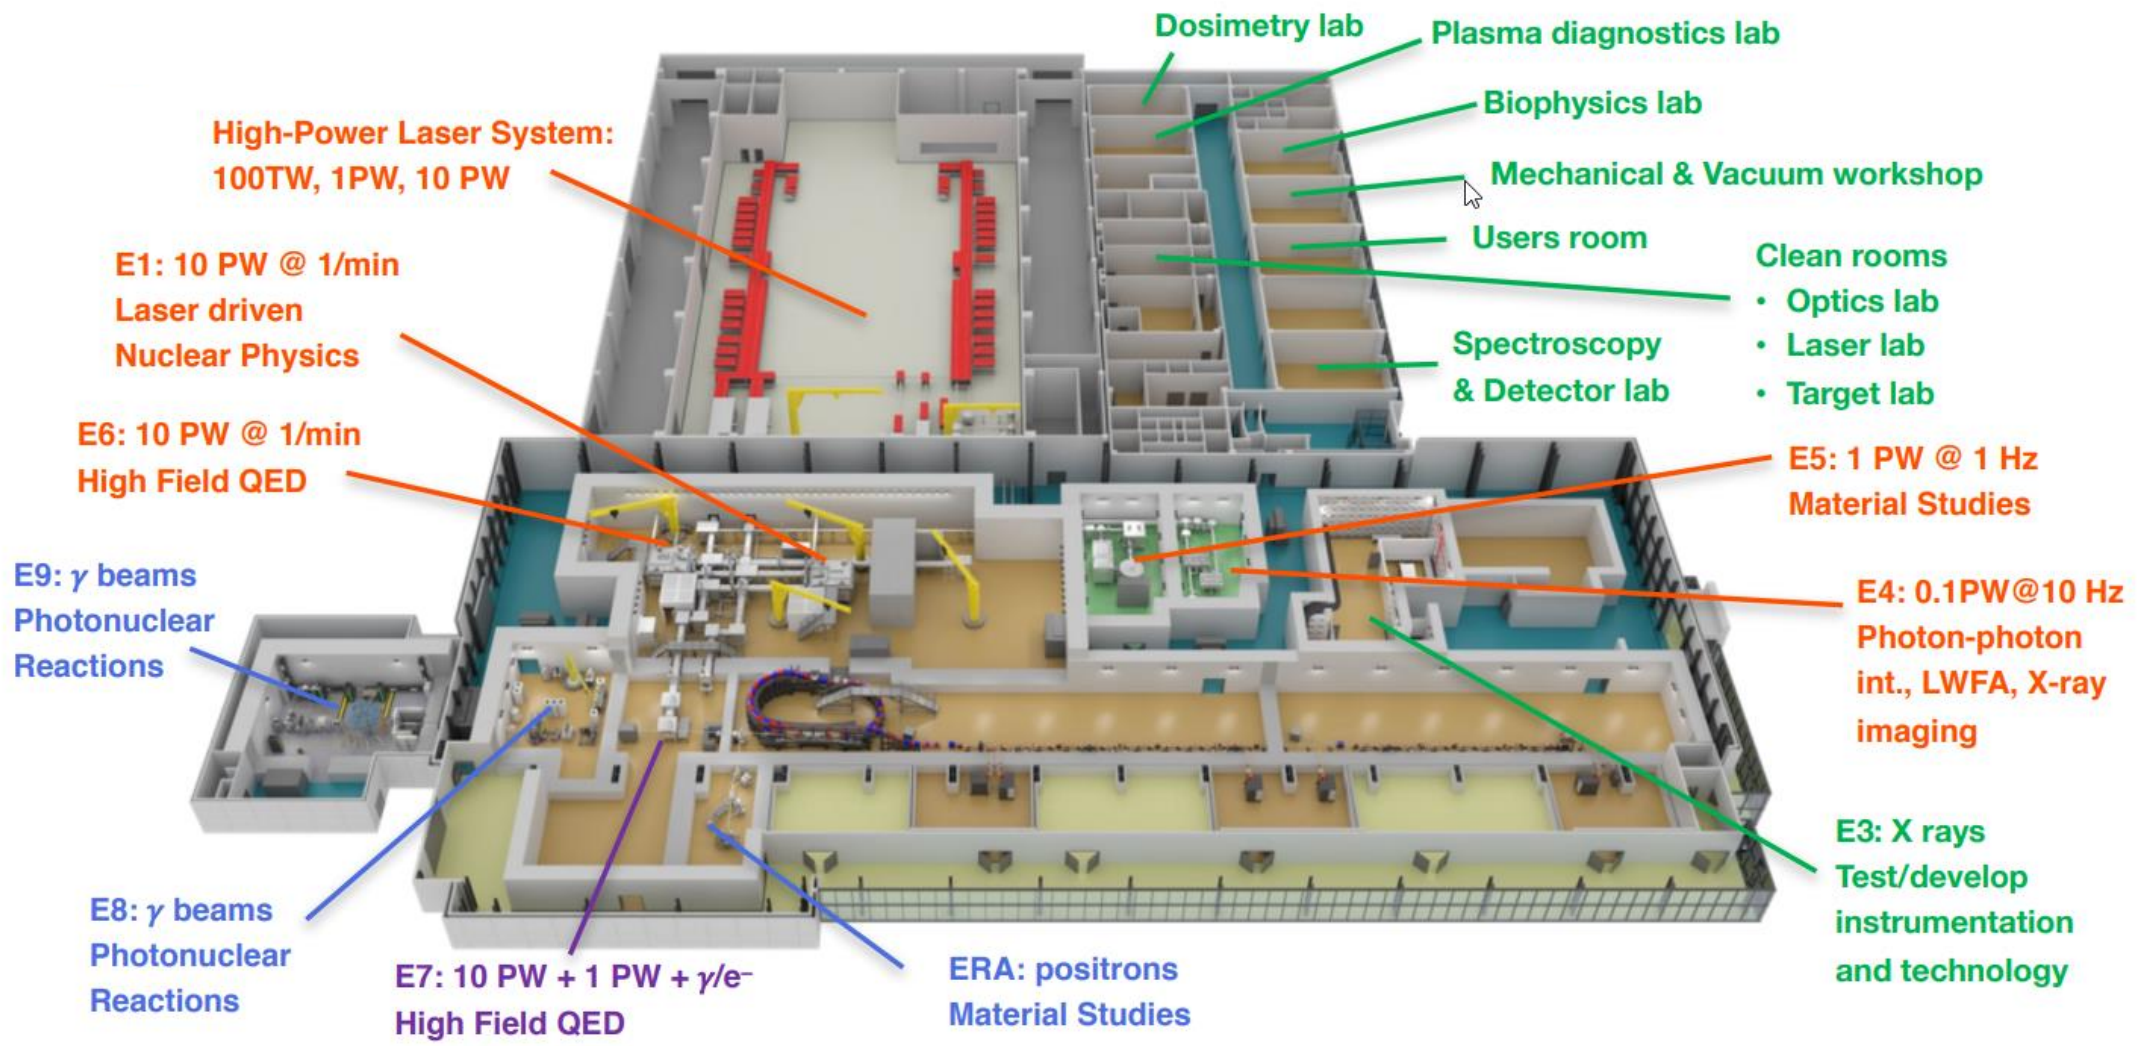 Dosimetry lab
Plasma diagnostics lab
Biophysics lab
Mechanical & Vacuum workshop
Users room
Clean rooms
• Optics lab
• Laser lab
• Target lab
Spectroscopy
& Detector lab
High-Power Laser System:
100TW, 1PW, 10 PW
E1: 10 PW @ 1/min
Laser driven
Nuclear Physics
E6: 10 PW @ 1/min
High Field QED
E9: γ beams
Photonuclear
Reactions
E5: 1 PW @ 1 Hz
Material Studies
E4: 0.1PW@10 Hz
Photon-photon
int., LWFA, X-ray
imaging
E3: X rays
Test/develop
instrumentation
and technology
E8: γ beams
Photonuclear
Reactions
E7: 10 PW + 1 PW + γ/e⁻
High Field QED
ERA: positrons
Material Studies